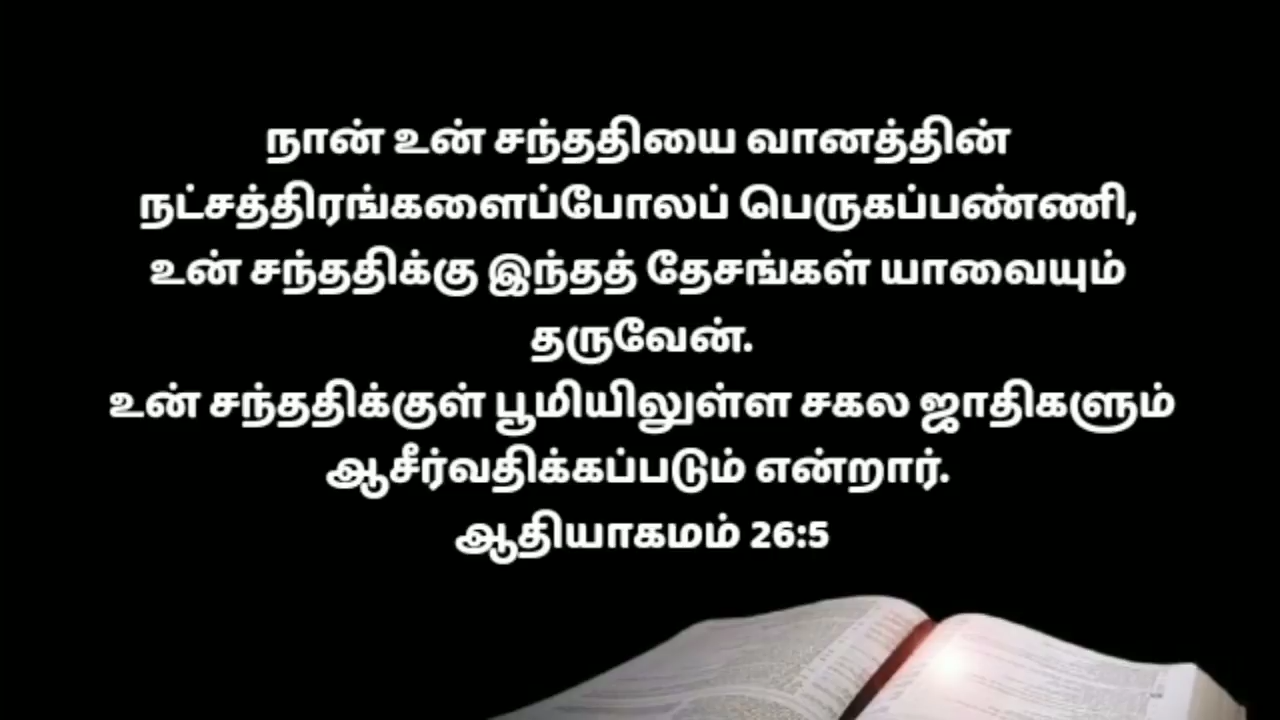 நான் உன் சந்ததியை வானத்தின்
நட்சத்திரங்களைப்போலப் பெருகப்பண்ணி,
உன் சந்ததிக்கு இந்தத் தேசங்கள் யாவையும்
தருவேன்.
உன் சந்ததிக்குள் பூமியிலுள்ள சகல ஜாதிகளும்
ஆசீர்வதிக்கப்படும் என்றார்.
ஆதியாகமம் 26:5